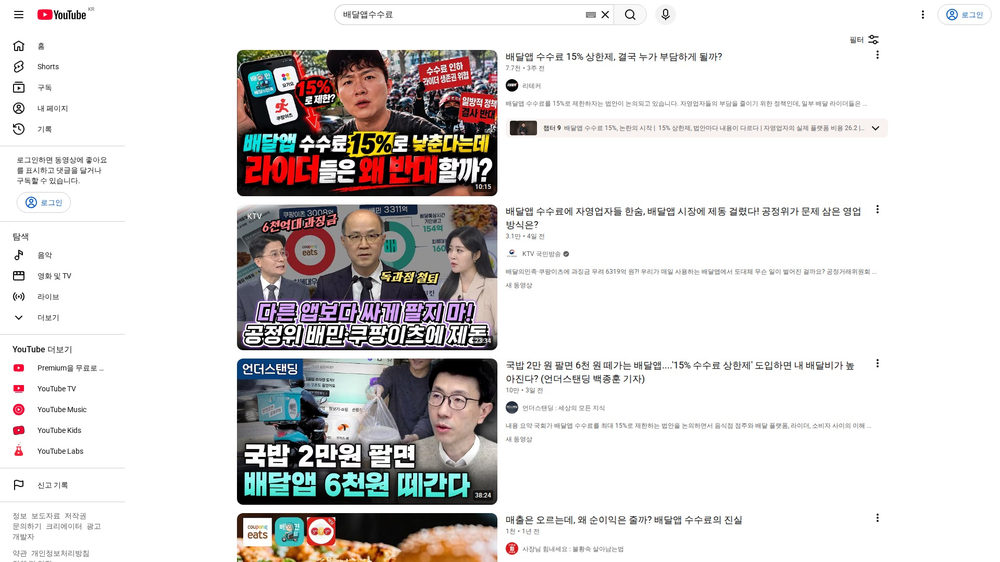 YouTube KR
배달앱수수료
로그인
필터
홈
Shorts
구독
내 페이지
기록
로그인하면 동영상에 좋아요
를 표시하고 댓글을 달거나
구독할 수 있습니다.
로그인
탐색
음악
영화 및 TV
라이브
더보기
YouTube 더보기
Premium을 무료로 ...
YouTube TV
YouTube Music
YouTube Kids
YouTube Labs
신고 기록
정보 보도자료 저작권
문의하기 크리에이터 광고
개발자
약관 개인정보처리방침
15%
로 제한?
수수료 인하
라이더 생존권 위협
일방적 정책
결사 반대
배달앱 수수료 15%로 낮춘다는데
라이더들은 왜 반대할까?
10:15
배달앱 수수료 15% 상한제, 결국 누가 부담하게 될까?
7.7천 • 3주 전
리테커
배달앱 수수료를 15%로 제한하자는 법안이 논의되고 있습니다. 자영업자들의 부담을 줄이기 위한 정책인데, 일부 배달 라이더들은 ...
챕터 9 배달앱 수수료 15%, 논란의 시작 | 15% 상한제, 법안마다 내용이 다르다 | 자영업자의 실제 플랫폼 비용 26.2 |...
KTV
쿠팡이츠 3008억
배민 3311억
6천억대 과징금
154억
160
eats
독과점 철퇴
다른 앱보다 싸게 팔지 마!
공정위 배민·쿠팡이츠에 제동
23:34
배달앱 수수료에 자영업자들 한숨, 배달앱 시장에 제동 걸렸다! 공정위가 문제 삼은 영업
방식은?
3.1만 • 4일 전
KTV 국민방송
배달의민족·쿠팡이츠에 과징금 무려 6319억 원?! 우리가 매일 사용하는 배달앱에서 도대체 무슨 일이 벌어진 걸까요? 공정거래위원회 ...
새 동영상
언더스탠딩
국밥 2만원 팔면
배달앱 6천원 떼간다
38:24
국밥 2만 원 팔면 6천 원 떼가는 배달앱....'15% 수수료 상한제' 도입하면 내 배달비가 높
아진다? (언더스탠딩 백종훈 기자)
10만 • 3일 전
언더스탠딩 : 세상의 모든 지식
내용 요약 국회가 배달앱 수수료를 최대 15%로 제한하는 법안을 논의하면서 음식점 점주와 배달 플랫폼, 라이더, 소비자 사이의 이해 ...
새 동영상
coupang
eats
매출은 오르는데, 왜 순이익은 줄까? 배달앱 수수료의 진실
1천 • 1년 전
사장님 힘내세요 : 불황속 살아남는법